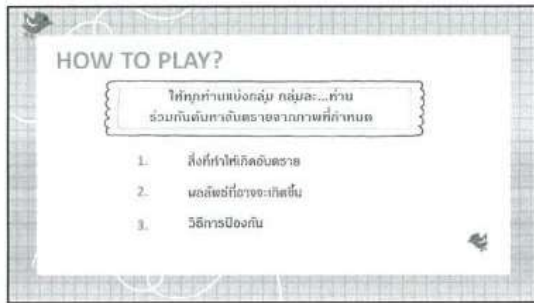 HOW TO PLAY?
ให้ทุกท่านแบ่งกลุ่ม กลุ่มละ...ท่าน
ร่วมกันค้นหาอันตรายจากภาพที่กำหนด
1. สิ่งที่ทำให้เกิดอันตราย
2. ผลลัพธ์ที่อาจจะเกิดขึ้น
3. วิธีการป้องกัน